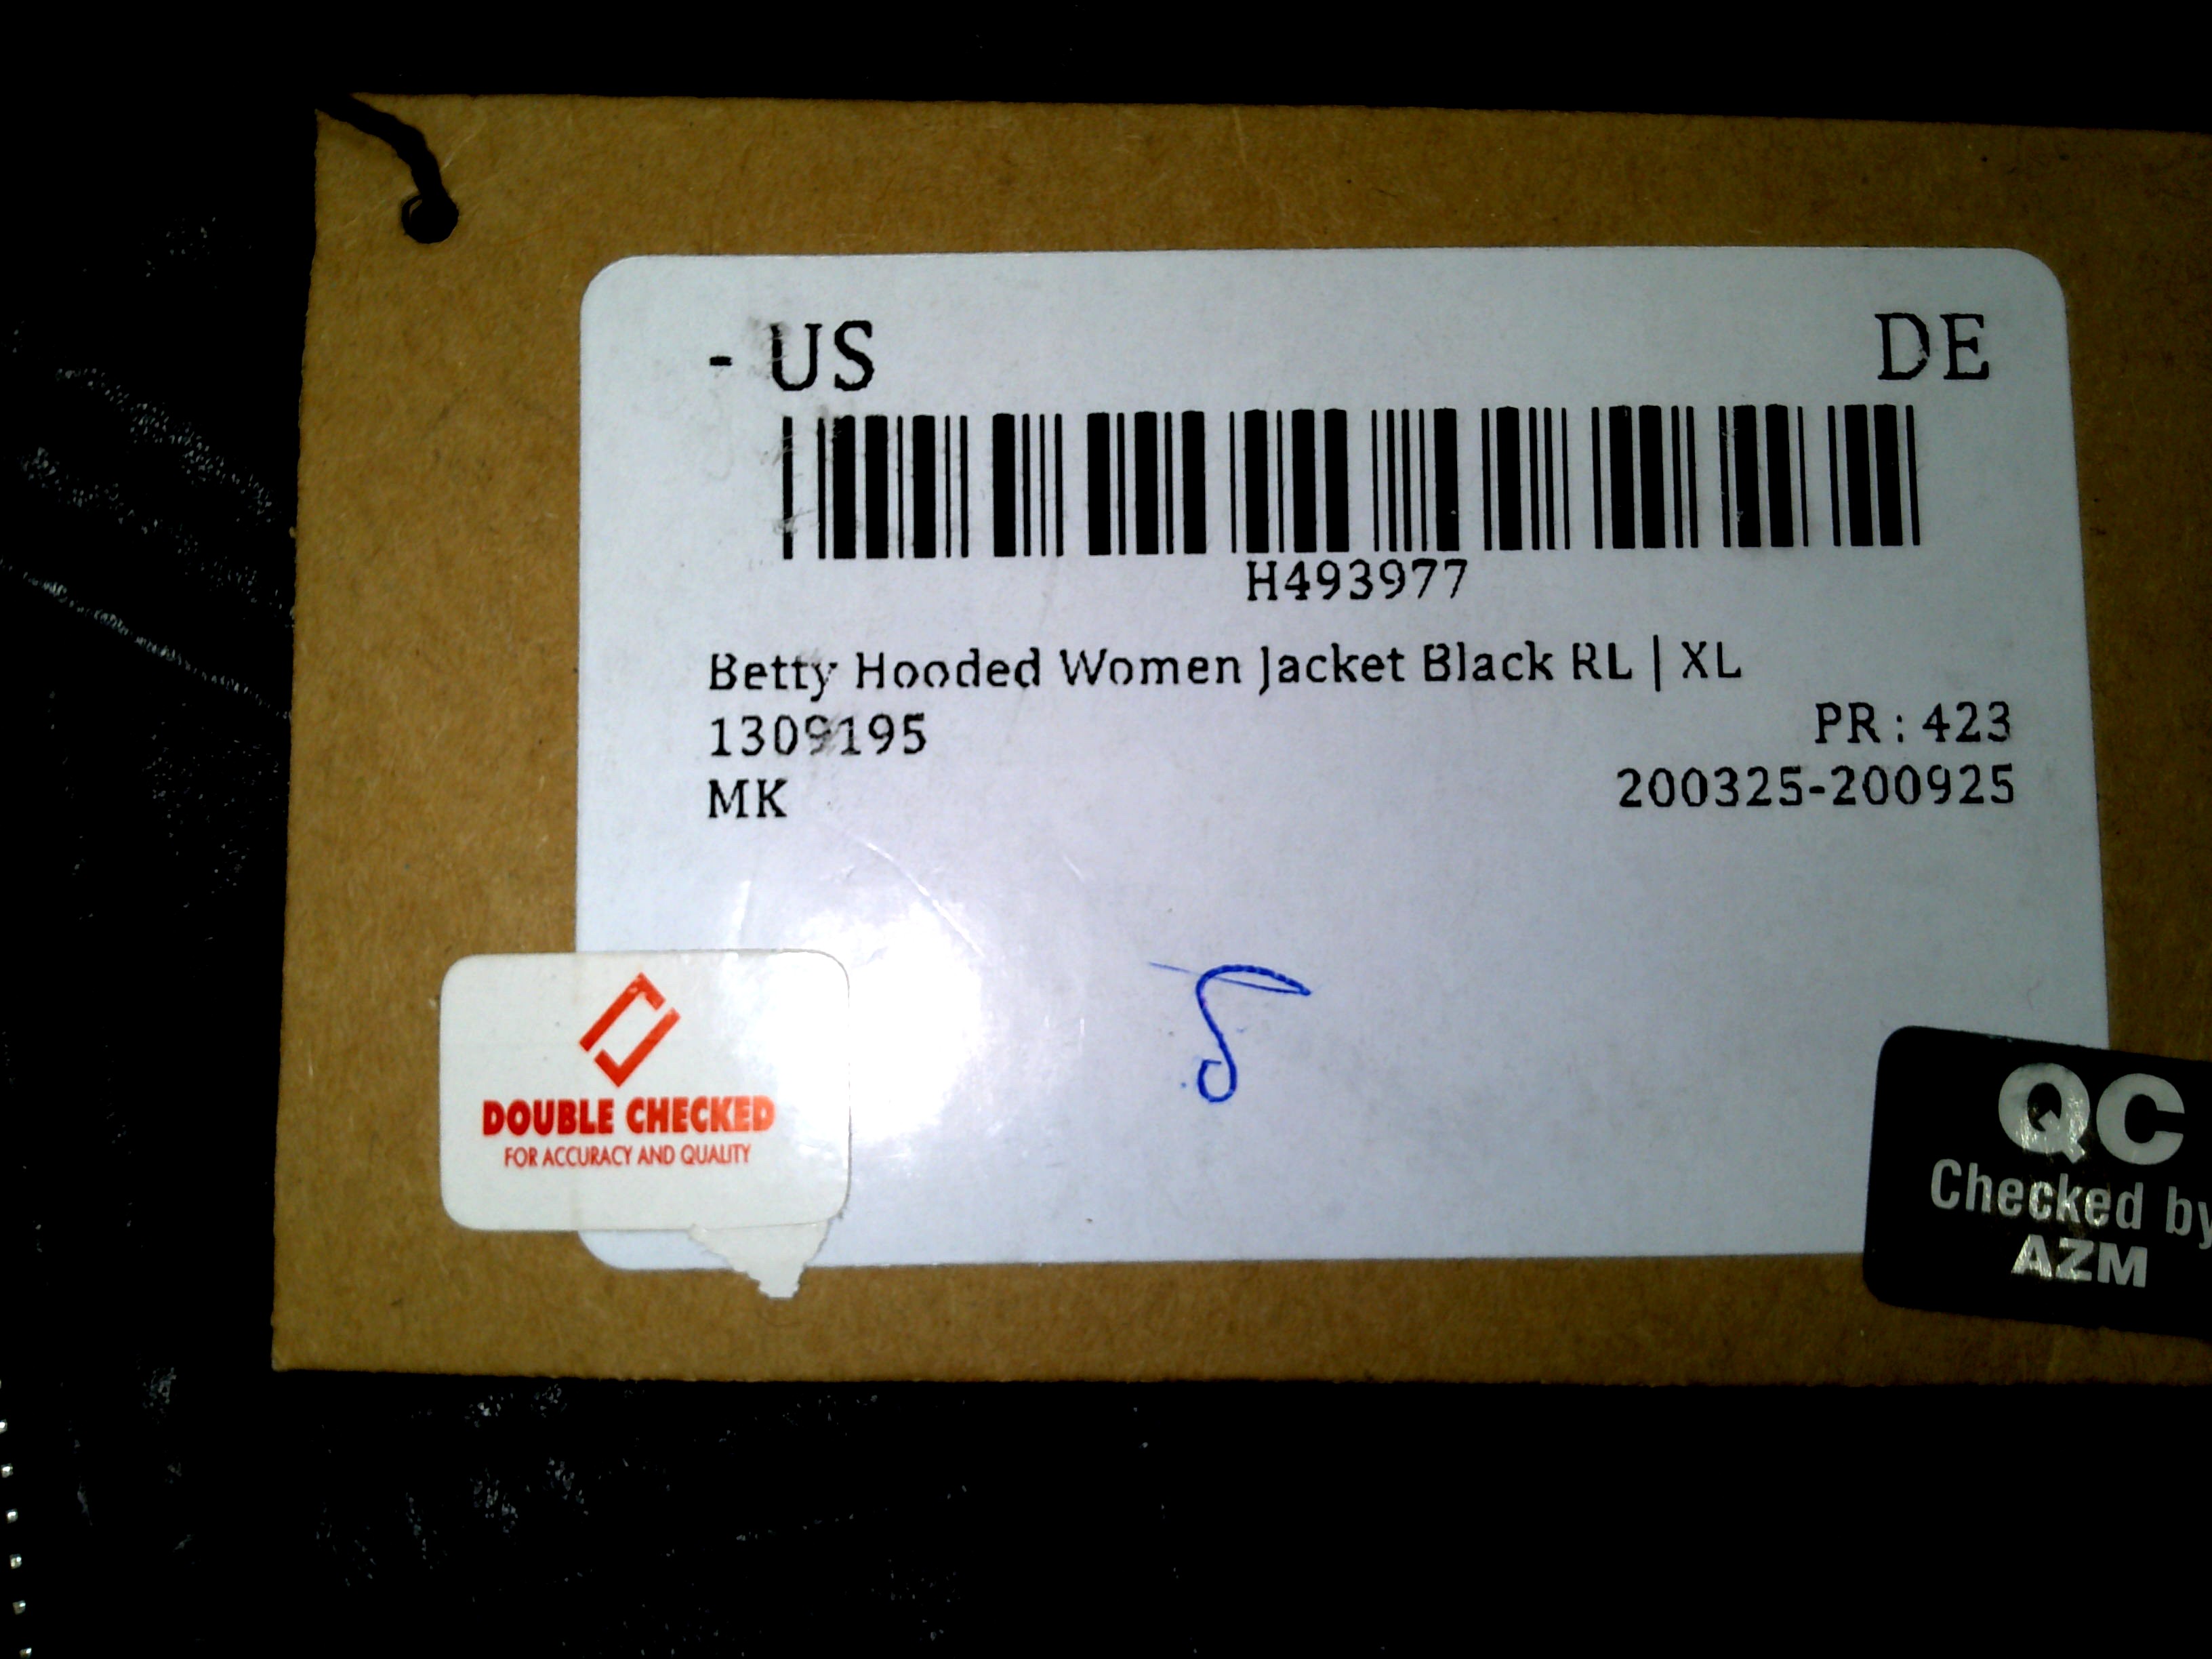 - US DE
H493977
Betty Hooded Women Jacket Black RL | XL
1309195 PR: 423
MK 200325-200925
DOUBLE CHECKED
FOR ACCURACY AND QUALITY
QC
Checked by
AZM